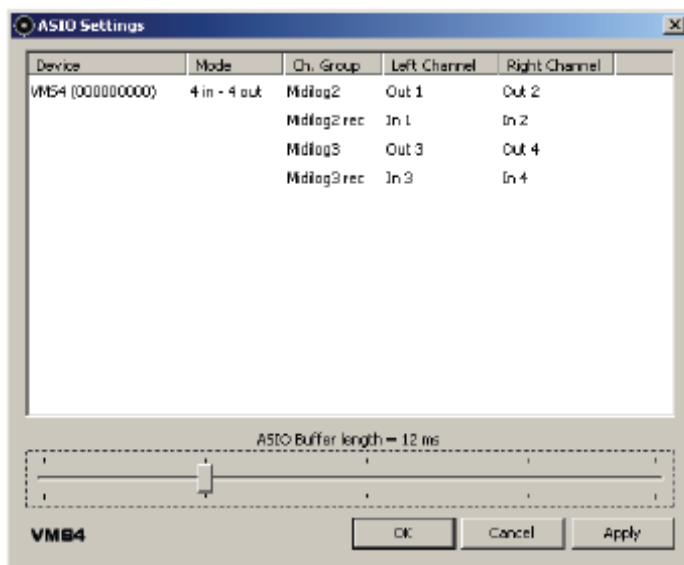 ASIO Settings
Device Mode Ch. Group Left Channel Right Channel
VMS4 (000000000) 4 in - 4 out Midilog2 Out 1 Out 2
Midilog2 rec In 1 In 2
Midilog3 Out 3 Out 4
Midilog3 rec In 3 In 4
ASIO Buffer length = 12 ms
VMS4 OK Cancel Apply